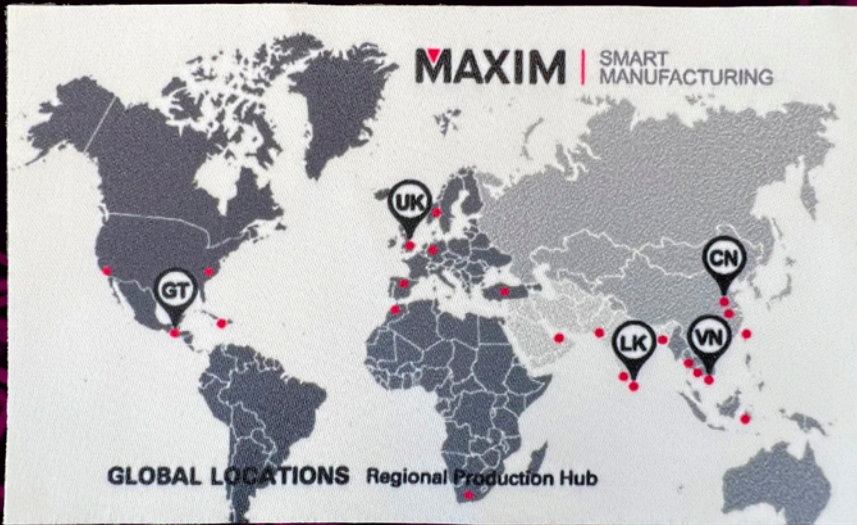 MAXIM
SMART
MANUFACTURING
UK
CN
GT
LK
VN
GLOBAL LOCATIONS Regional Production Hub